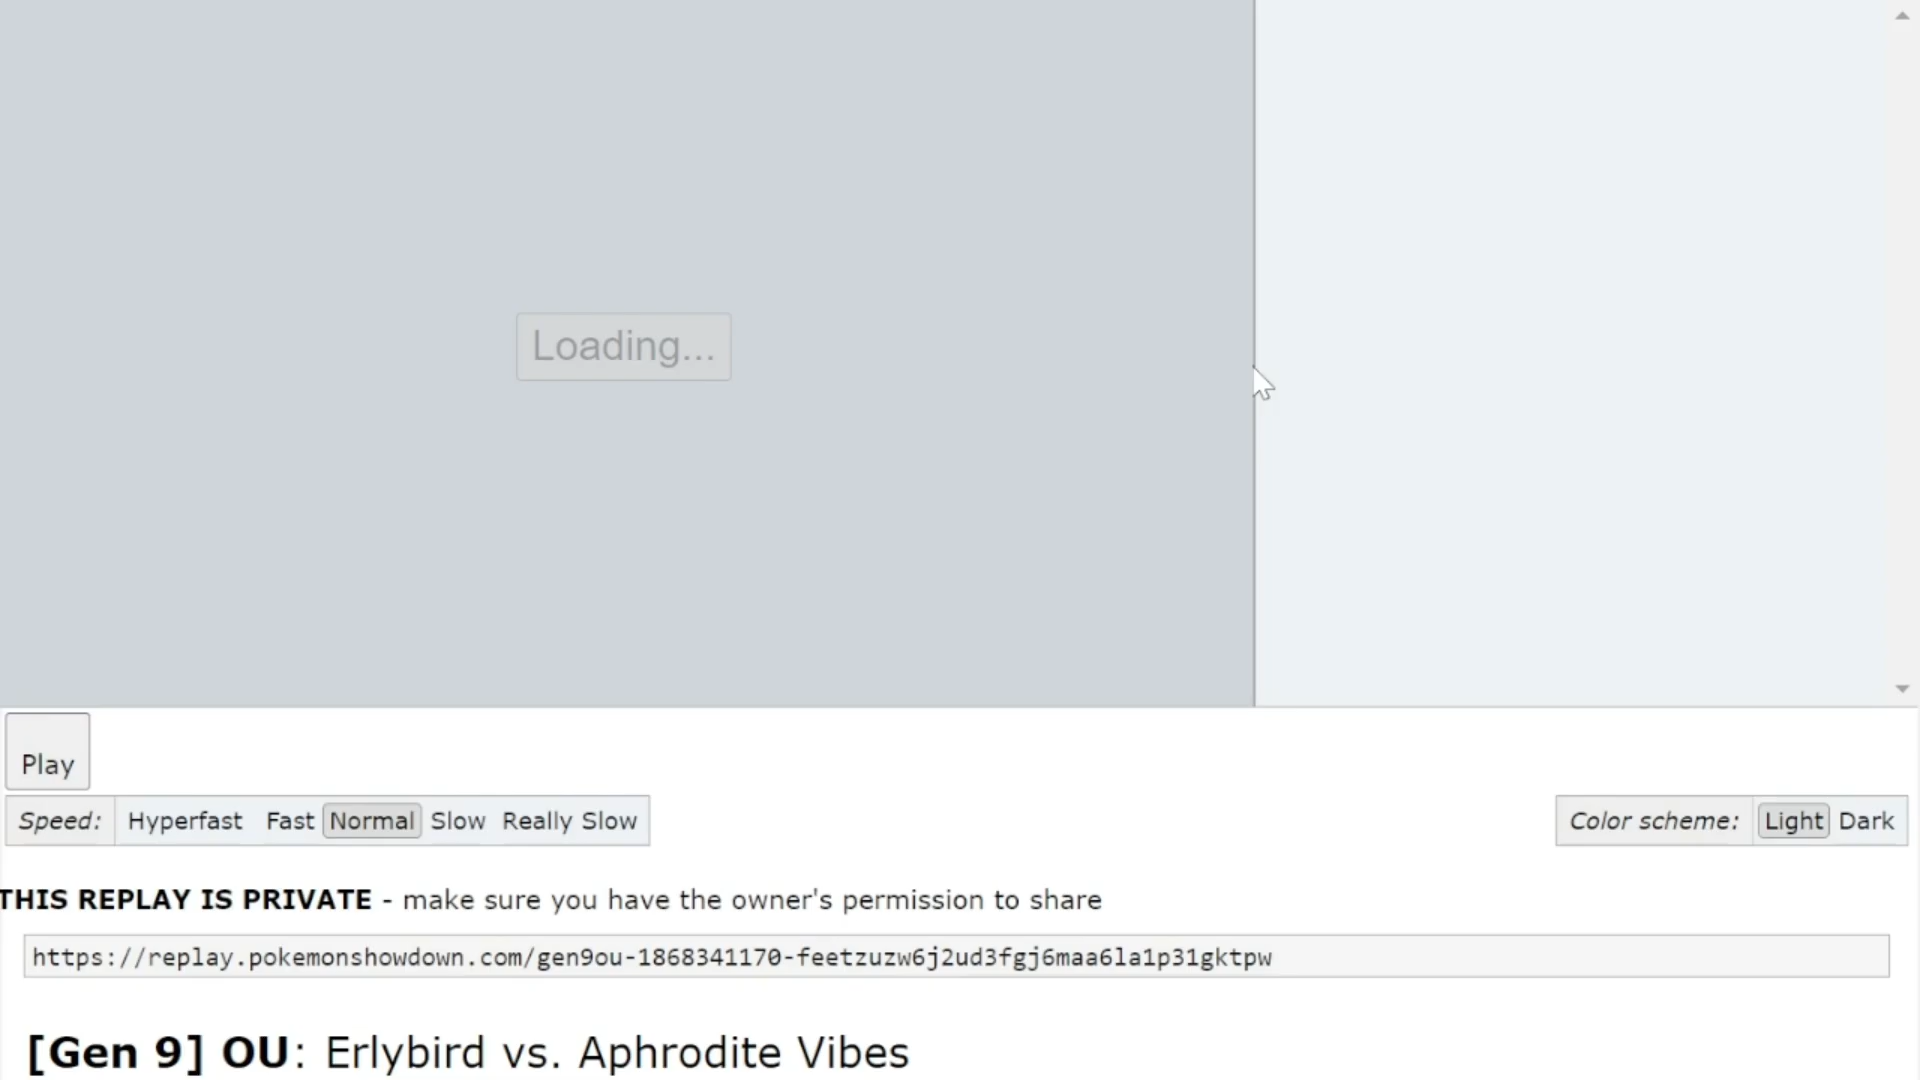 Loading...
Play
Speed: Hyperfast Fast Normal Slow Really Slow Color scheme: Light Dark
THIS REPLAY IS PRIVATE - make sure you have the owner's permission to share
https://replay.pokemonshowdown.com/gen9ou-1868341170-feetzuzw6j2ud3fgj6maa6la1p31gktpw
[Gen 9] OU: Erlybird vs. Aphrodite Vibes